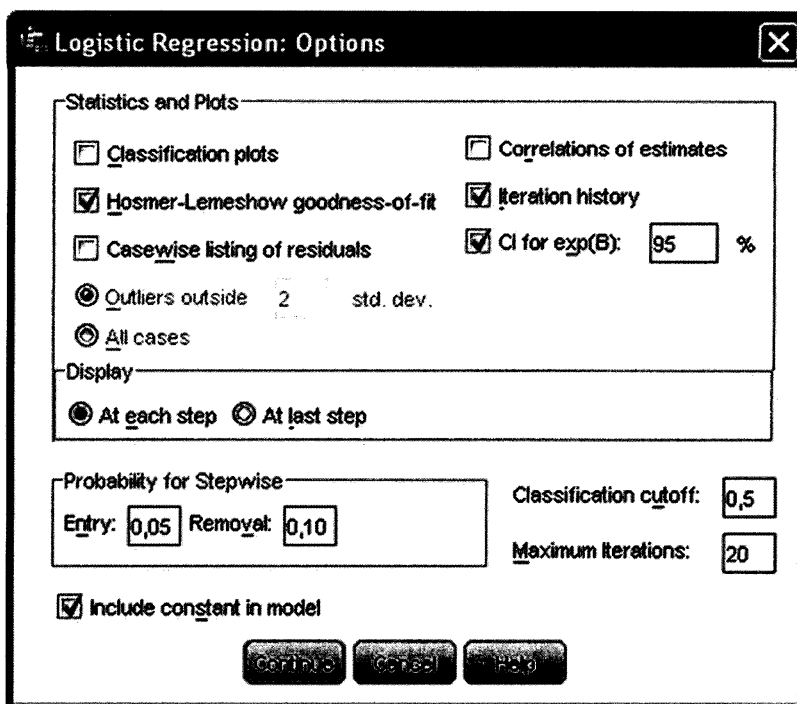 Logistic Regression: Options
Statistics and Plots
Classification plots
Correlations of estimates
Hosmer-Lemeshow goodness-of-fit
Iteration history
Casewise listing of residuals
CI for exp(B): 95 %
Outliers outside 2 std. dev.
All cases
Display
At each step At last step
Probability for Stepwise
Entry: 0,05 Removal: 0,10
Classification cutoff: 0,5
Maximum Iterations: 20
Include constant in model
Continue Cancel Help